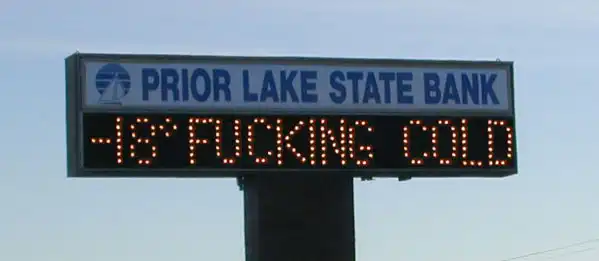 PRIOR LAKE STATE BANK
-18° FUCKING COLD